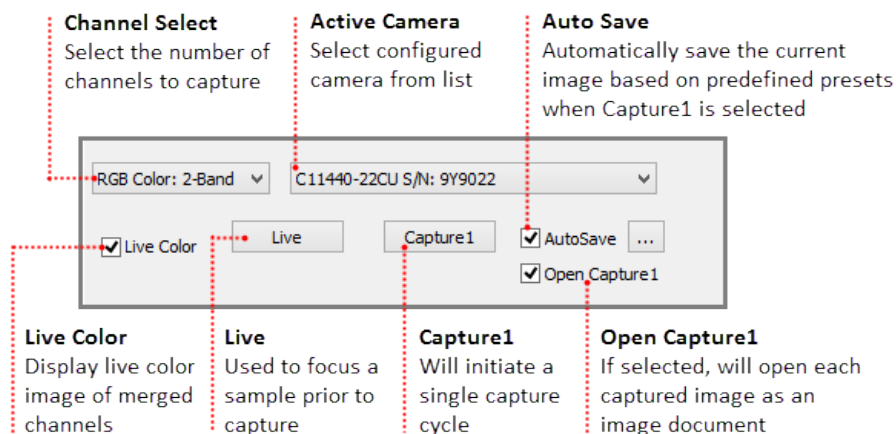 Channel Select
Select the number of
channels to capture
Active Camera
Select configured
camera from list
Auto Save
Automatically save the current
image based on predefined presets
when Capture1 is selected
RGB Color: 2-Band
C11440-22CU S/N: 9Y9022
Live Color
Live
Capture1
AutoSave
...
Open Capture1
Live Color
Display live color
image of merged
channels
Live
Used to focus a
sample prior to
capture
Capture1
Will initiate a
single capture
cycle
Open Capture1
If selected, will open each
captured image as an
image document